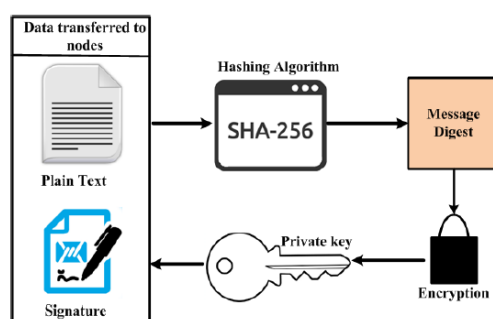 Data transferred to
nodes
Plain Text
Signature
Hashing Algorithm
SHA-256
Message
Digest
Private key
Encryption